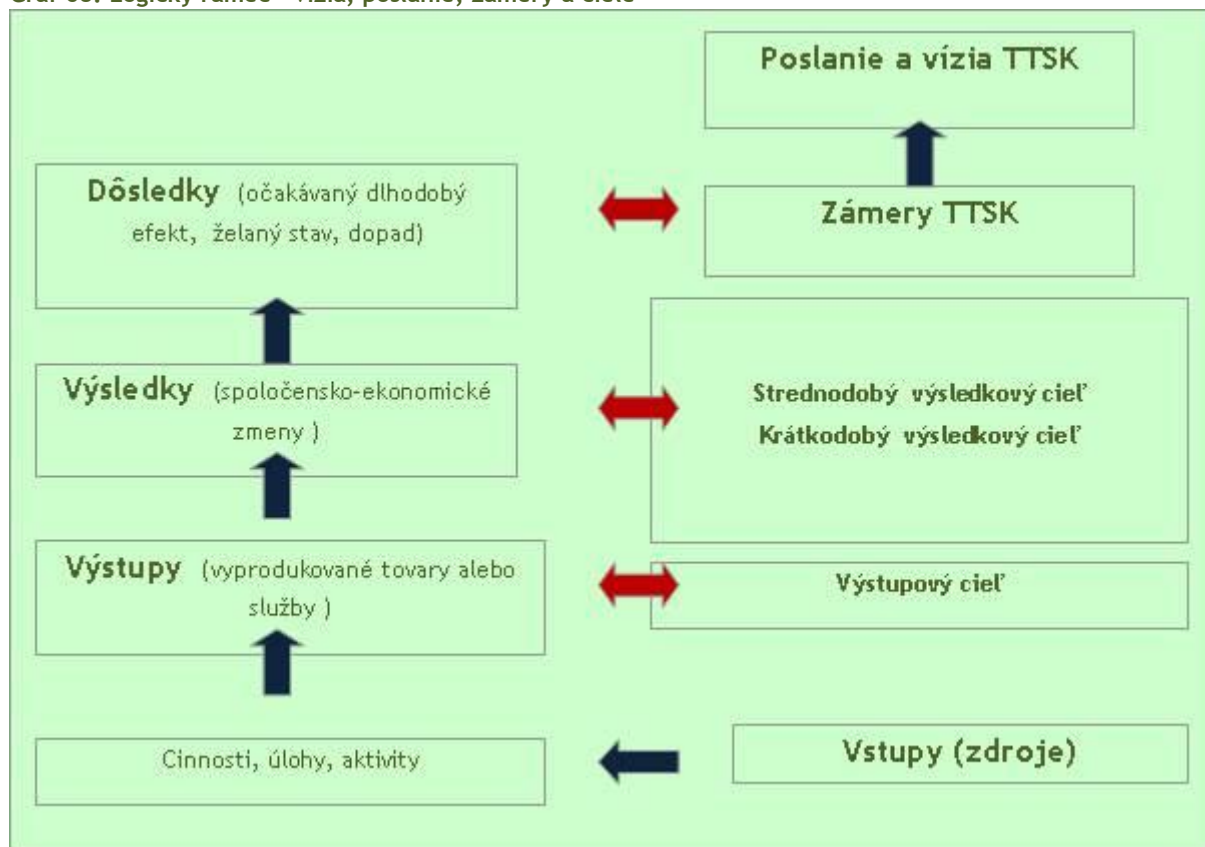 Poslanie a vízia TTSK
Dôsledky (očakávaný dlhodobý
efekt, želaný stav, dopad)
Zámery TTSK
Výsledky (spoločensko-ekonomické
zmeny )
Strednodobý výsledkový cieľ
Krátkodobý výsledkový cieľ
Výstupy (vyprodukované tovary alebo
služby )
Výstupový cieľ
Cinnosti, úlohy, aktivity
Vstupy (zdroje)